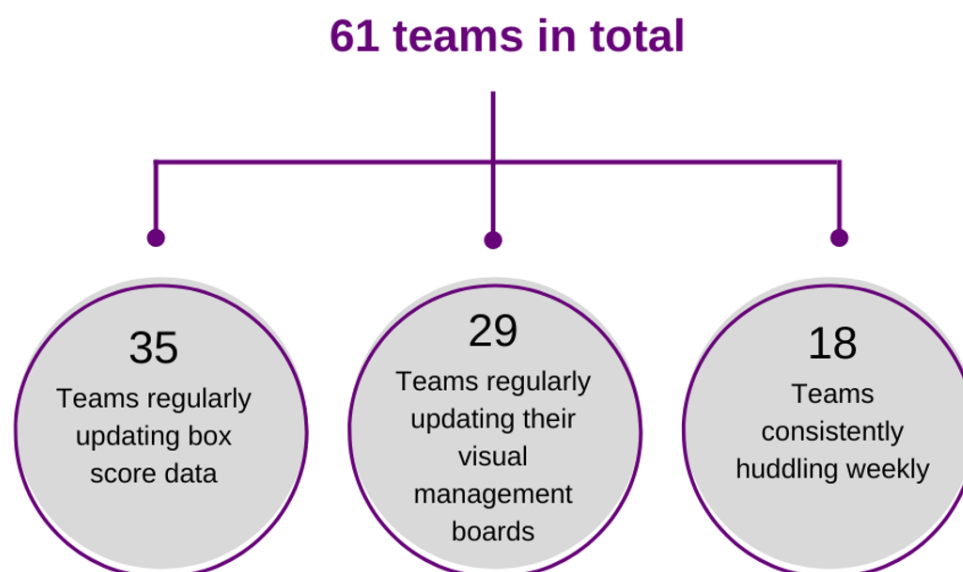 61 teams in total
35
Teams regularly
updating box
score data
29
Teams regularly
updating their
visual
management
boards
18
Teams
consistently
huddling weekly